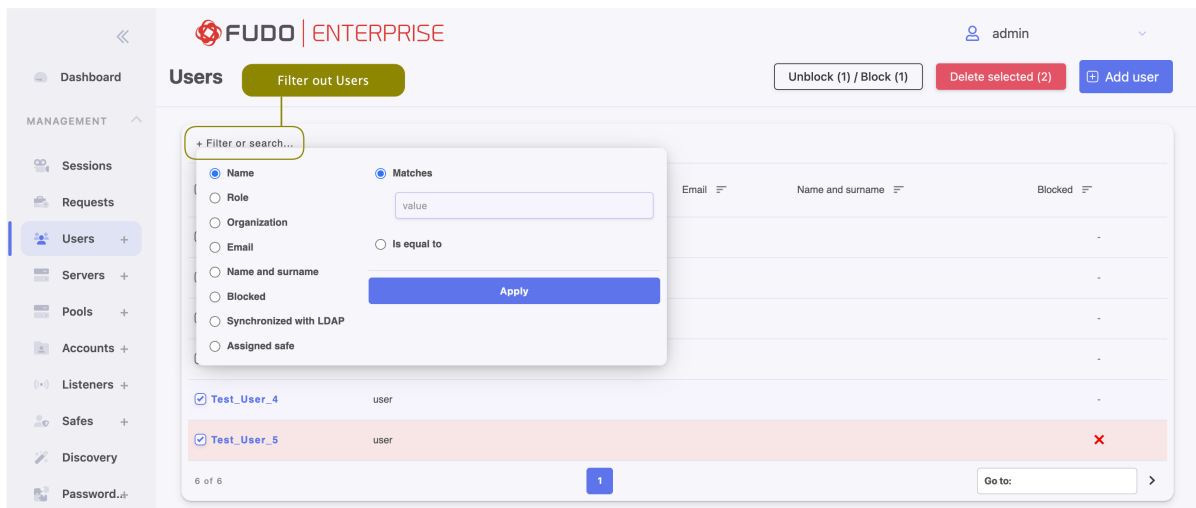 FUDO ENTERPRISE
admin
Dashboard
Users
Filter out Users
Unblock (1) / Block (1)
Delete selected (2)
Add user
MANAGEMENT
+ Filter or search...
Sessions
Name
Matches
Role
value
Email
Name and surname
Blocked
Requests
Organization
Users +
Email
Is equal to
-
Name and surname
Servers +
-
Blocked
Apply
Pools +
Synchronized with LDAP
-
Accounts +
Assigned safe
-
Listeners +
Test_User_4
user
-
Safes +
Test_User_5
user
Discovery
6 of 6
1
Go to:
Password..+